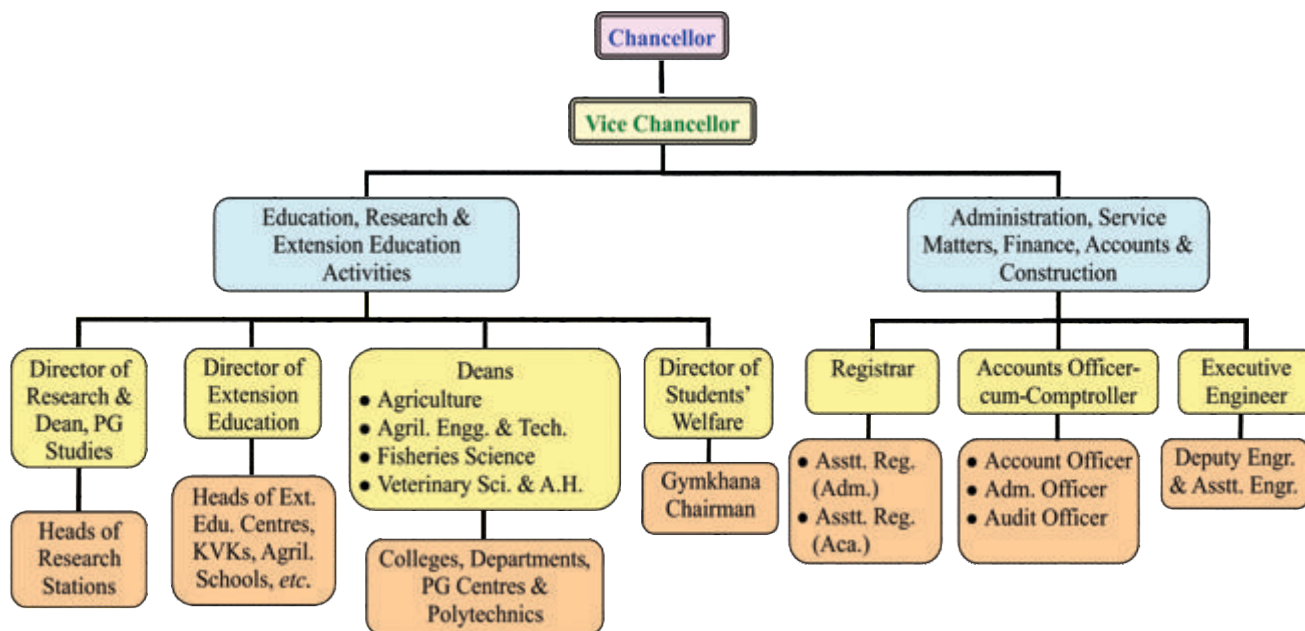 Chancellor
Vice Chancellor
Education, Research &
Extension Education
Activities
Administration, Service
Matters, Finance, Accounts &
Construction
Director of
Research &
Dean, PG
Studies
Director of
Extension
Education
Deans
● Agriculture
● Agril. Engg. & Tech.
● Fisheries Science
● Veterinary Sci. & A.H.
Director of
Students’
Welfare
Registrar
Accounts Officer-
cum-Comptroller
Executive
Engineer
Heads of
Research
Stations
Heads of Ext.
Edu. Centres,
KVKs, Agril.
Schools, etc.
Colleges, Departments,
PG Centres &
Polytechnics
Gymkhana
Chairman
● Asstt. Reg.
(Adm.)
● Asstt. Reg.
(Aca.)
● Account Officer
● Adm. Officer
● Audit Officer
Deputy Engr.
& Asstt. Engr.